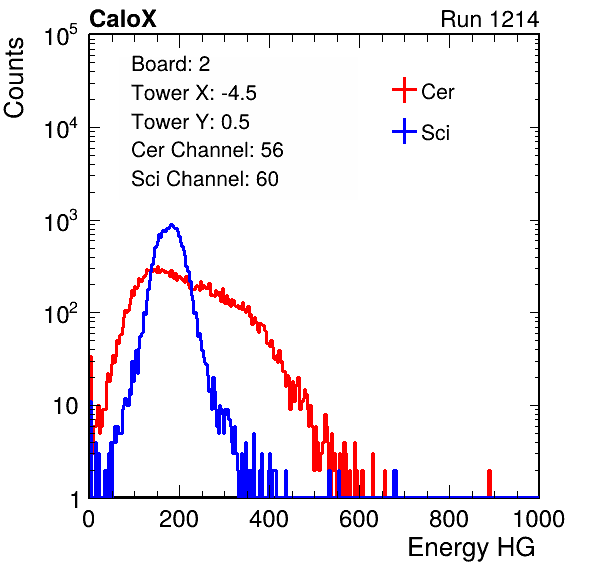 CaloX Run 1214
Counts
10^5
10^4
10^3
10^2
10
1
Board: 2
Tower X: -4.5
Tower Y: 0.5
Cer Channel: 56
Sci Channel: 60
Cer
Sci
0 200 400 600 800 1000
Energy HG